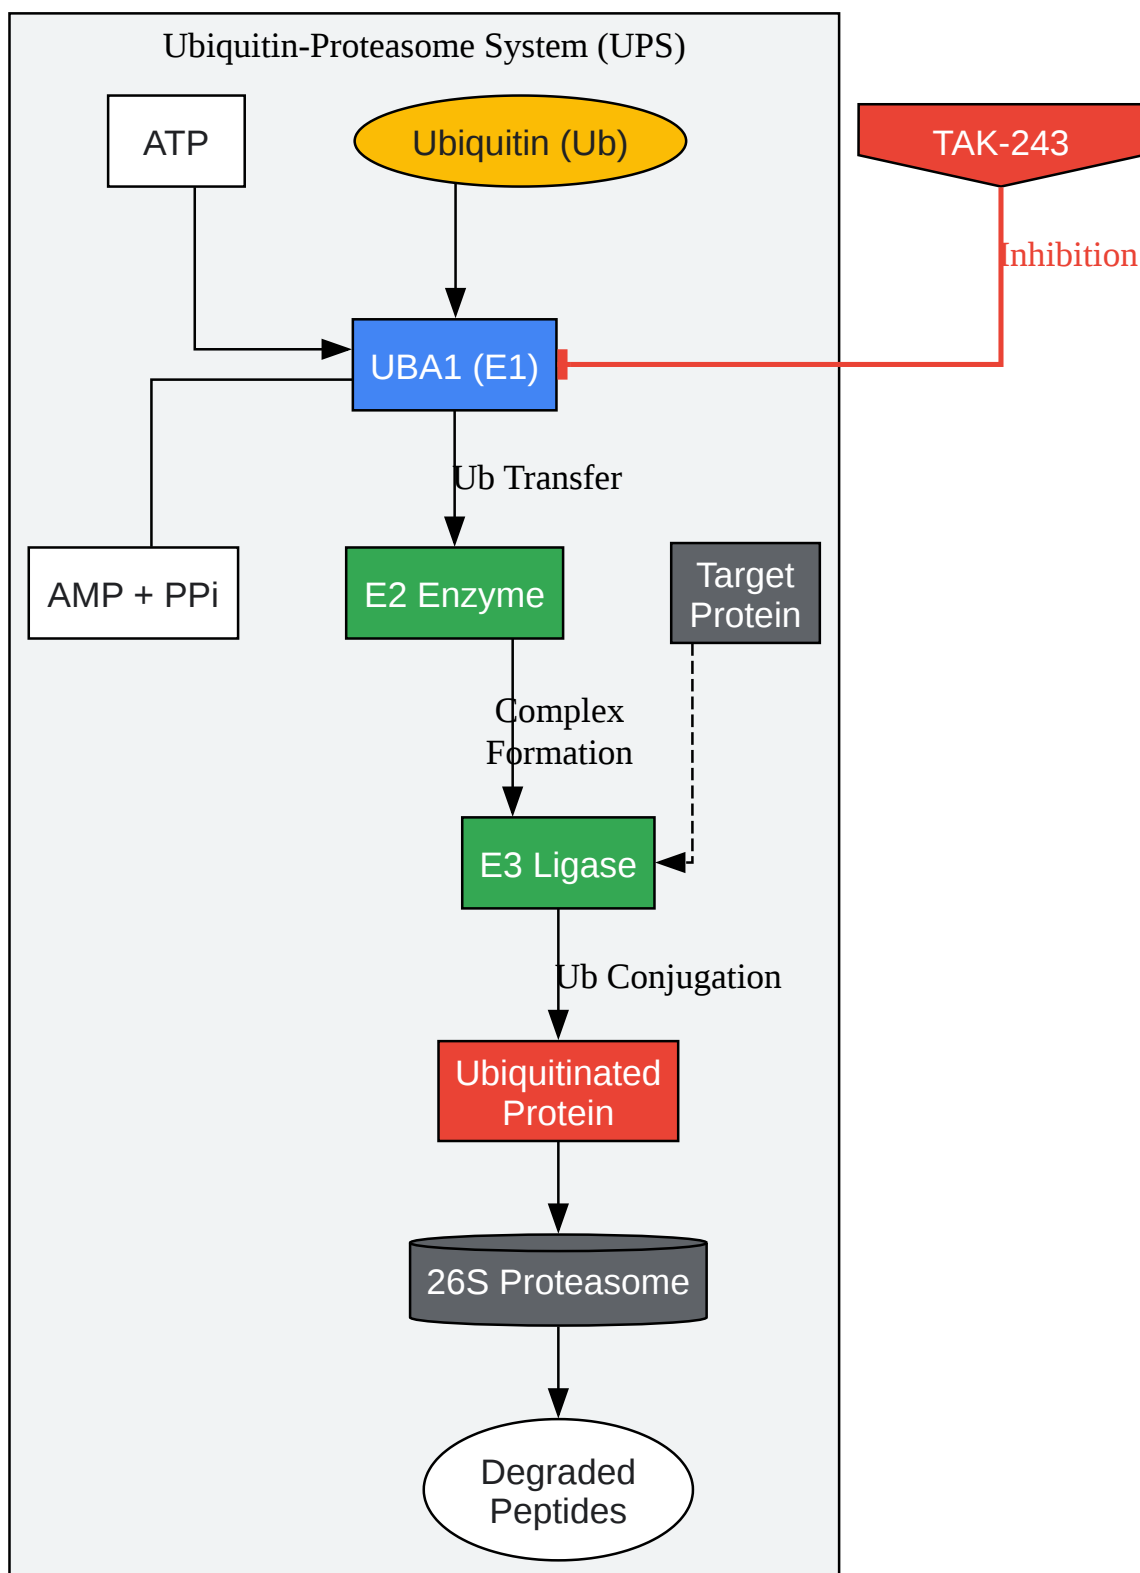 Ubiquitin-Proteasome System (UPS)
ATP
Ubiquitin (Ub)
TAK-243
Inhibition
UBA1 (E1)
Ub Transfer
AMP + PPi
E2 Enzyme
Target
Protein
Complex
Formation
E3 Ligase
Ub Conjugation
Ubiquitinated
Protein
26S Proteasome
Degraded
Peptides